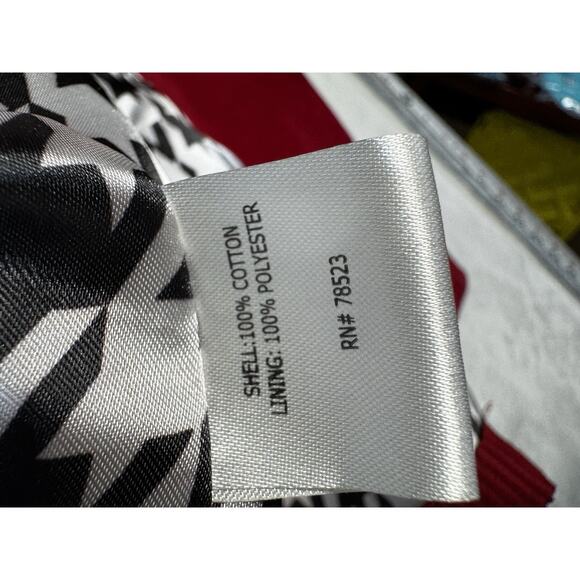 SHELL:100% COTTON
LINING: 100% POLYESTER
RN# 78523